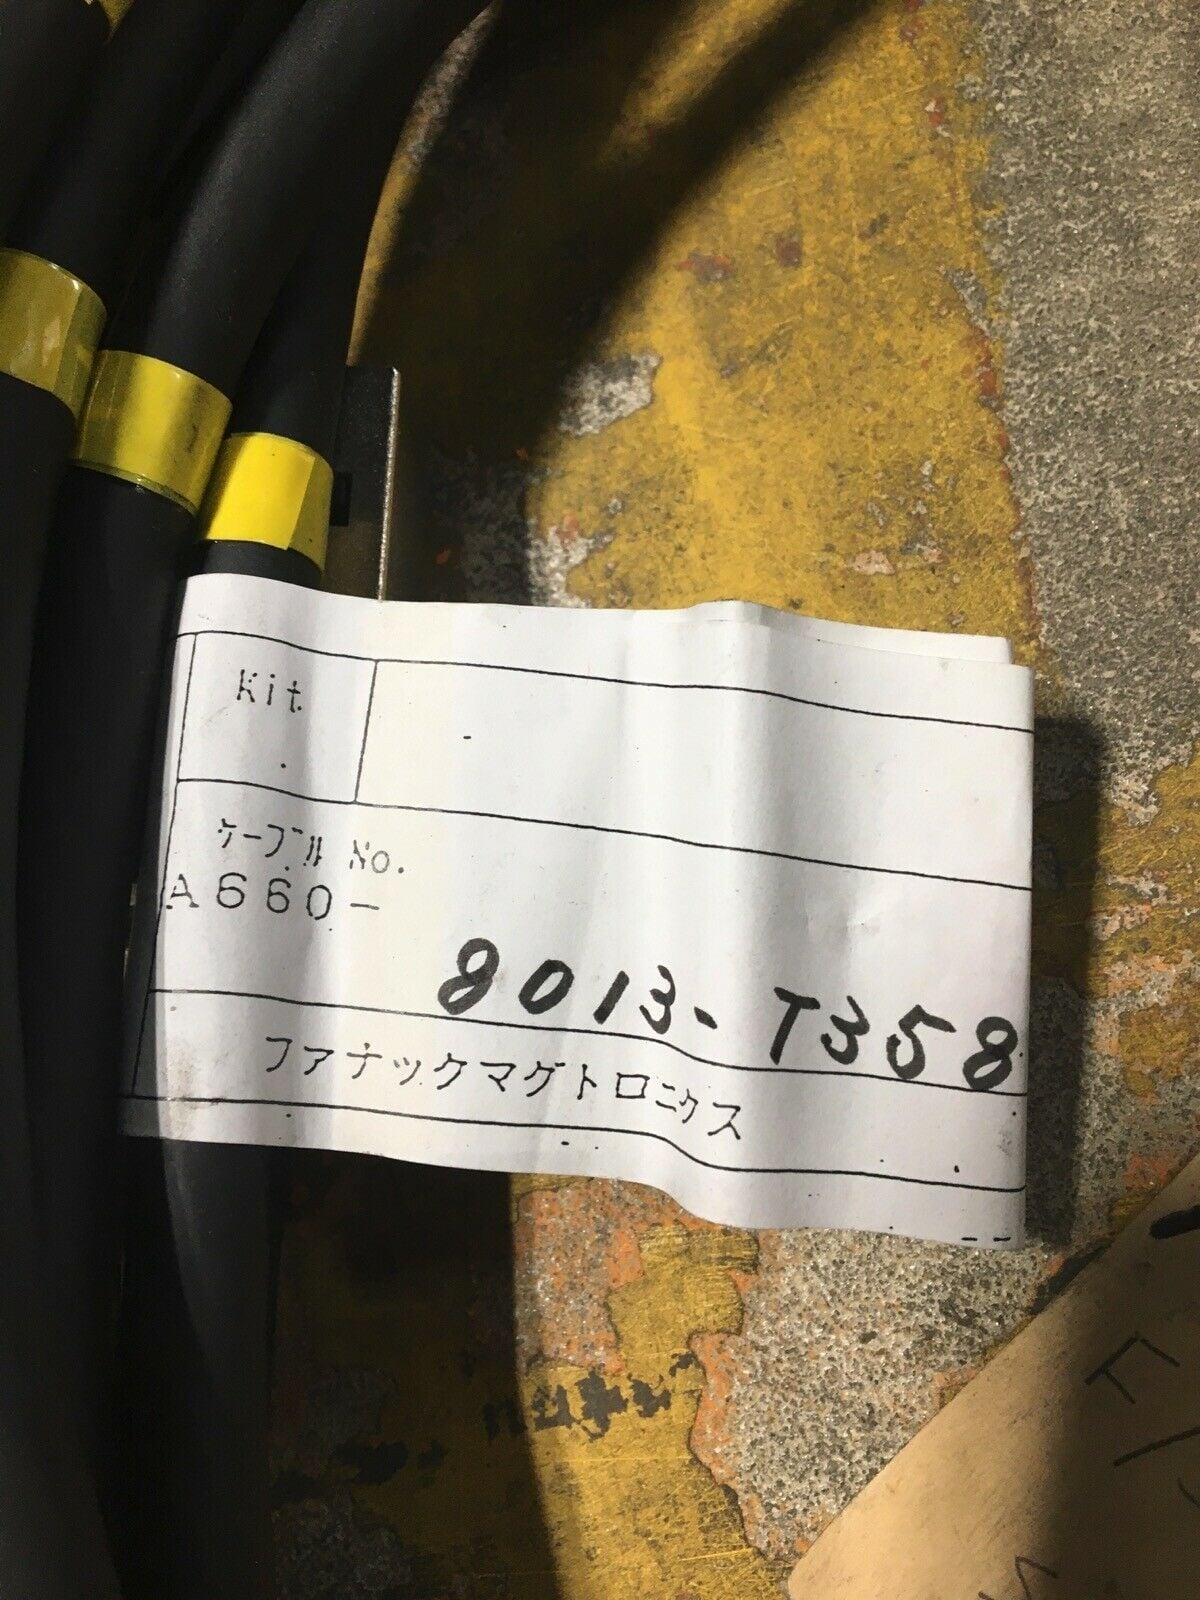 Kit
ケーブル No.
A660-
8013-T358
ファナックマグトロニクス